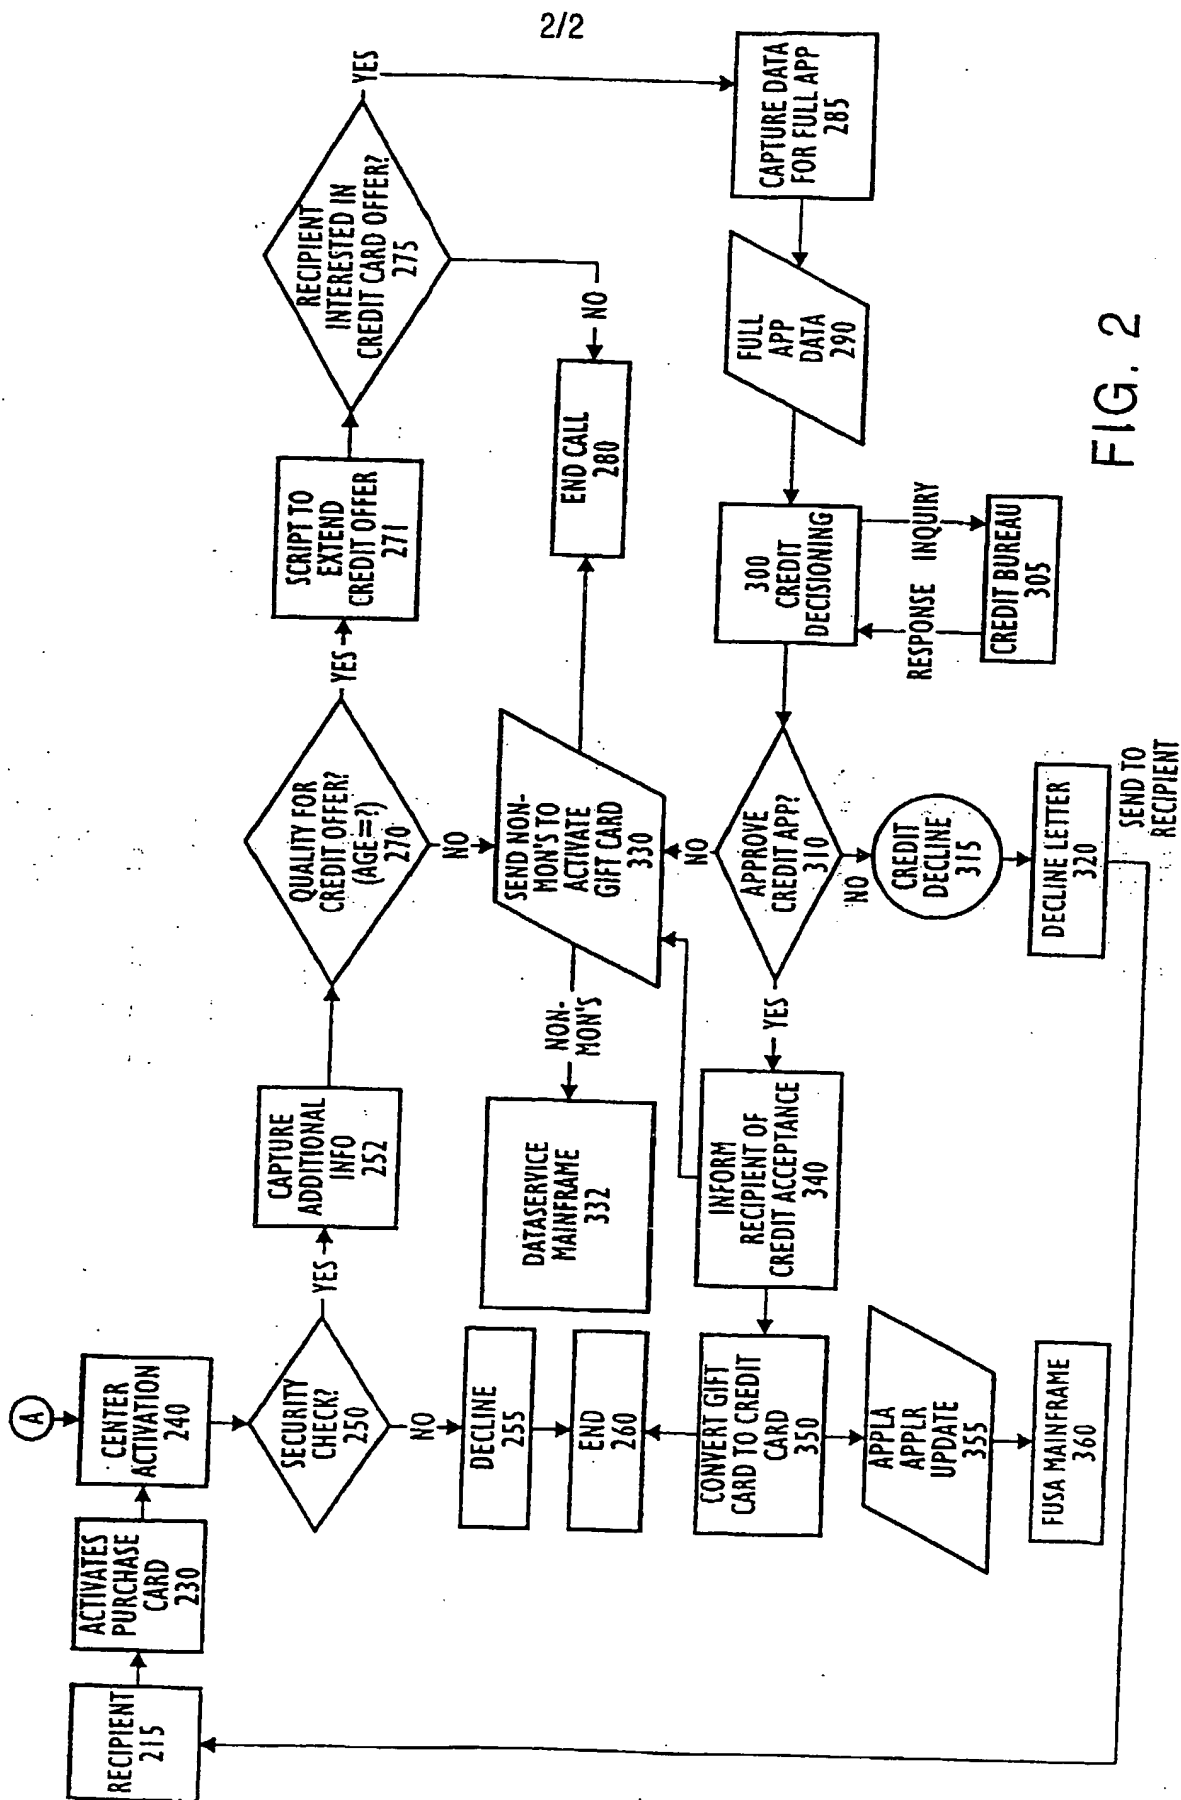 2/2
A
RECIPIENT
215
ACTIVATES
PURCHASE
CARD
230
CENTER
ACTIVATION
240
SECURITY
CHECK?
250
YES
NO
CAPTURE
ADDITIONAL
INFO
252
QUALITY FOR
CREDIT OFFER?
(AGE=?)
270
YES
NO
SCRIPT TO
EXTEND
CREDIT OFFER
271
RECIPIENT
INTERESTED IN
CREDIT CARD OFFER?
275
YES
NO
DECLINE
255
END
260
DATASERVICE
MAINFRAME
332
NON-
MON'S
SEND NON-
MON'S TO
ACTIVATE
GIFT CARD
330
END CALL
280
CAPTURE DATA
FOR FULL APP
285
FULL
APP
DATA
290
300
CREDIT
DECISIONING
RESPONSE
INQUIRY
CREDIT BUREAU
305
APPROVE
CREDIT APP?
310
NO
NO
YES
CREDIT
DECLINE
315
DECLINE LETTER
320
SEND TO
RECIPIENT
INFORM
RECIPIENT OF
CREDIT ACCEPTANCE
340
CONVERT GIFT
CARD TO CREDIT
CARD
350
APPLA
APPLR
UPDATE
355
FUSA MAINFRAME
360
FIG. 2